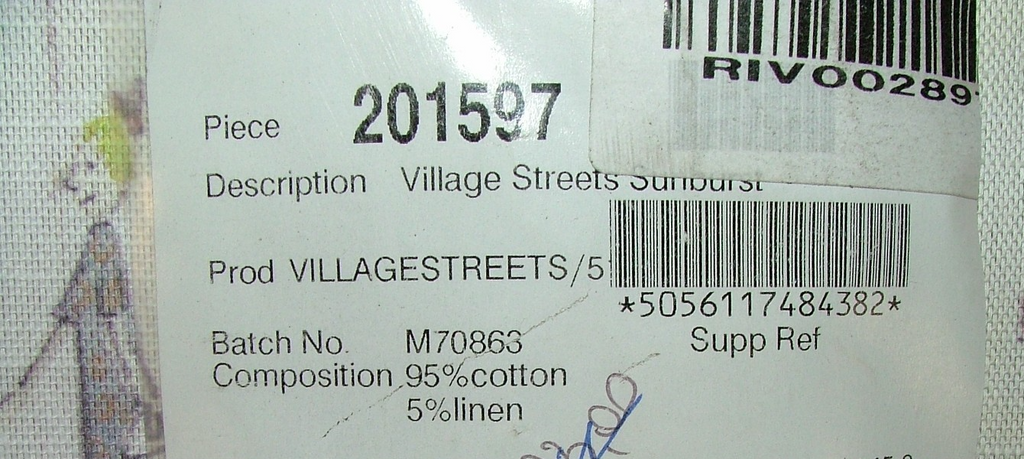 RIV00289
Piece 201597
Description Village Streets Sunburst
Prod VILLAGESTREETS/5
*5056117484382*
Batch No. M70863 Supp Ref
Composition 95%cotton
5%linen